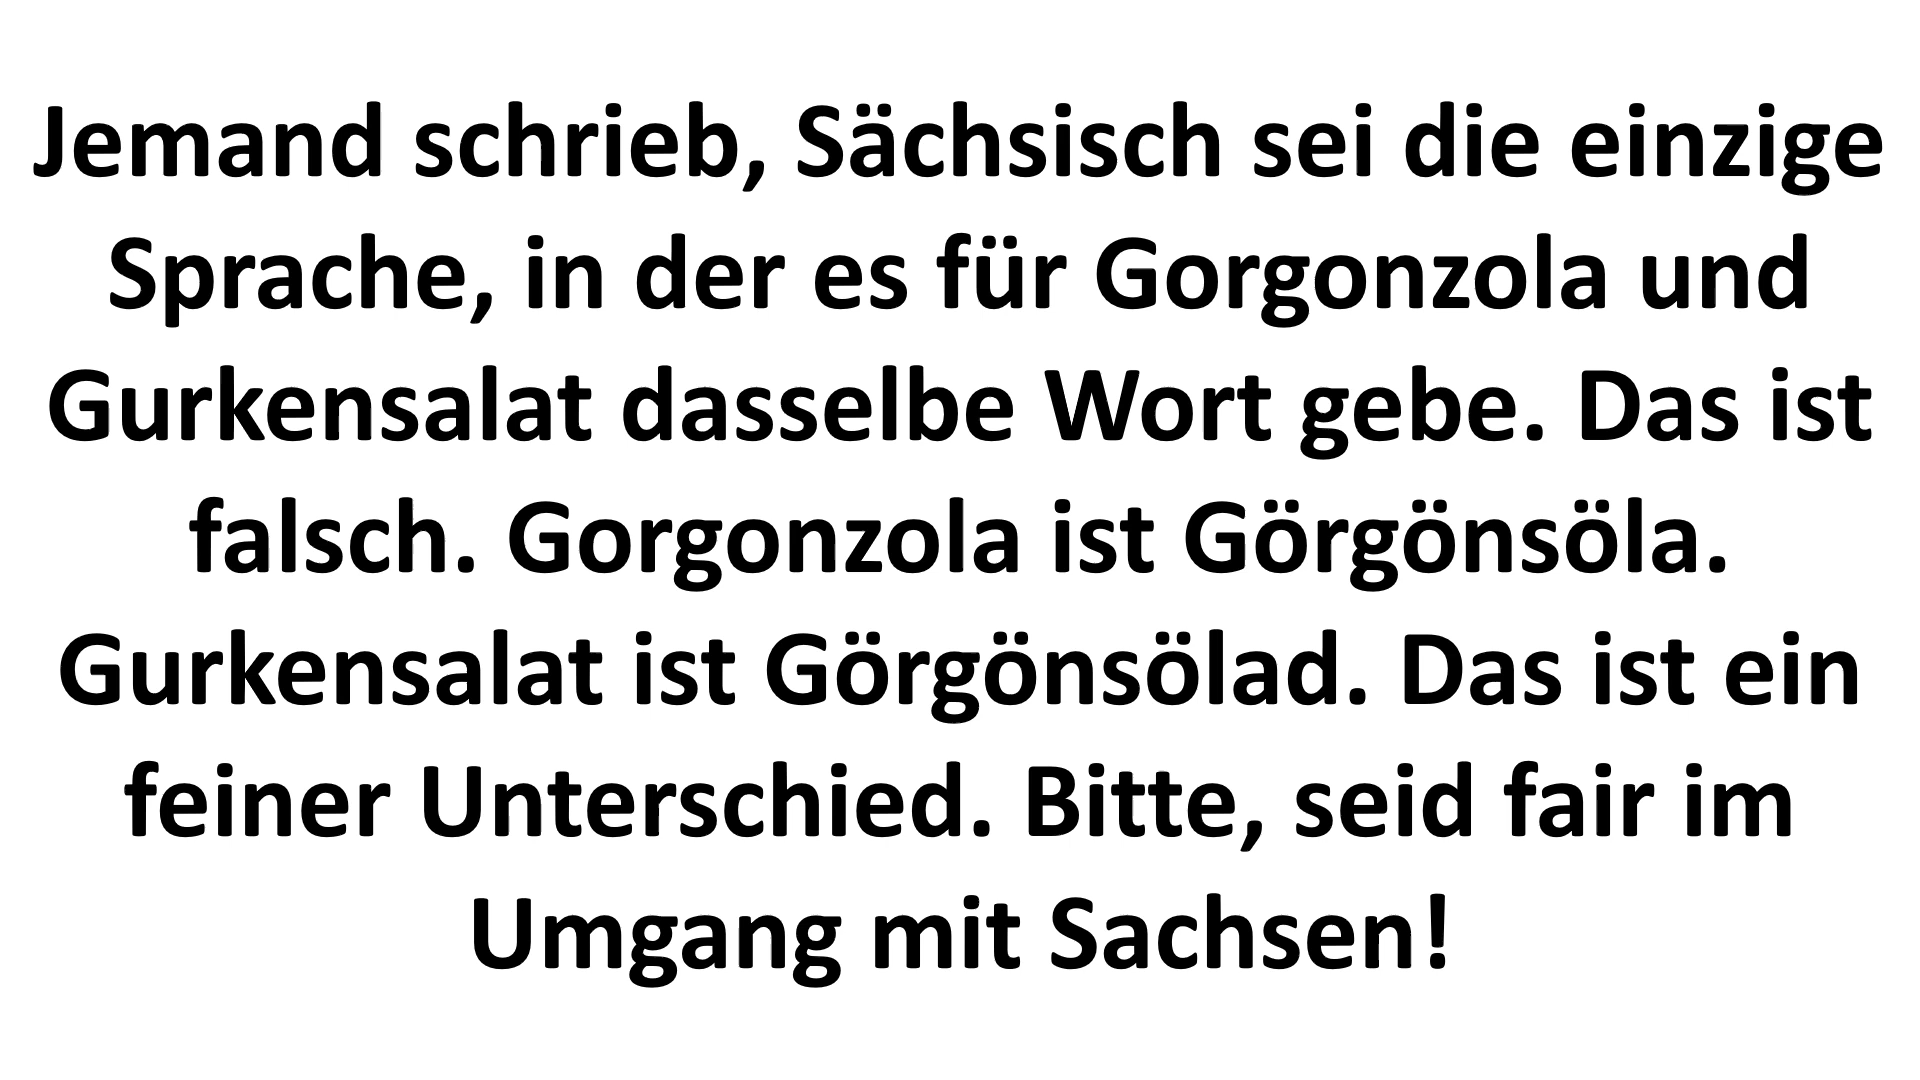 Jemand schrieb, Sächsisch sei die einzige
Sprache, in der es für Gorgonzola und
Gurkensalat dasselbe Wort gebe. Das ist
falsch. Gorgonzola ist Görgönsöla.
Gurkensalat ist Görgönsölad. Das ist ein
feiner Unterschied. Bitte, seid fair im
Umgang mit Sachsen!